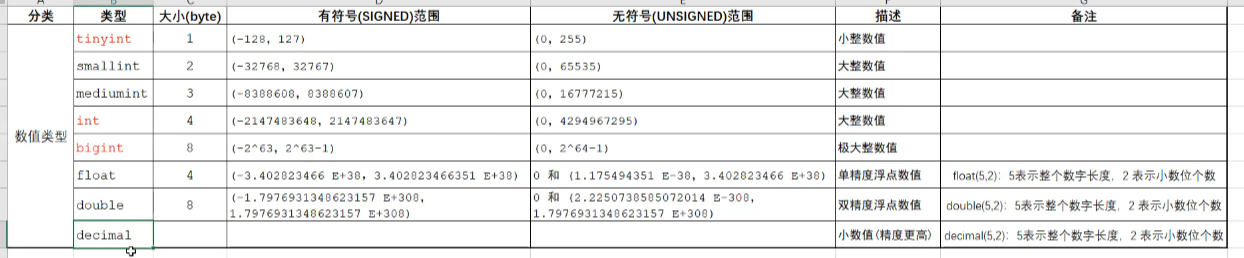 分类 类型 大小(byte) 有符号(SIGNED)范围 无符号(UNSIGNED)范围 描述 备注
tinyint 1 (-128, 127) (0, 255) 小整数值
smallint 2 (-32768, 32767) (0, 65535) 大整数值
mediumint 3 (-8388608, 8388607) (0, 16777215) 大整数值
数值类型
int 4 (-2147483648, 2147483647) (0, 4294967295) 大整数值
bigint 8 (-2^63, 2^63-1) (0, 2^64-1) 极大整数值
float 4 (-3.402823466 E+38, 3.402823466351 E+38) 0 和 (1.175494351 E-38, 3.402823466 E+38) 单精度浮点数值 float(5,2)：5表示整个数字长度，2 表示小数位个数
double 8 (-1.7976931348623157 E+308, 1.7976931348623157 E+308) 0 和 (2.2250738585072014 E-308, 1.7976931348623157 E+308) 双精度浮点数值 double(5,2)：5表示整个数字长度，2 表示小数位个数
decimal 小数值(精度更高) decimal(5,2)：5表示整个数字长度，2 表示小数位个数